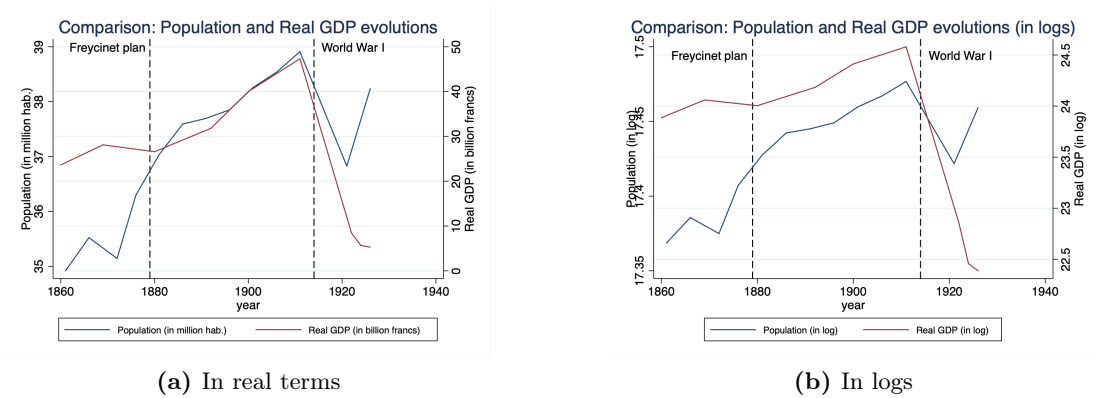 Comparison: Population and Real GDP evolutions
Freycinet plan
World War I
Population (in million hab.)
39
38
37
36
35
50
40
30
20
10
0
Real GDP (in billion francs)
1860 1880 1900 1920 1940
year
Population (in million hab.) Real GDP (in billion francs)
(a) In real terms
Comparison: Population and Real GDP evolutions (in logs)
Freycinet plan
World War I
Population (in log)
17.5
17.45
17.4
17.35
24.5
24
23.5
23
22.5
Real GDP (in log)
1860 1880 1900 1920 1940
year
Population (in log) Real GDP (in log)
(b) In logs